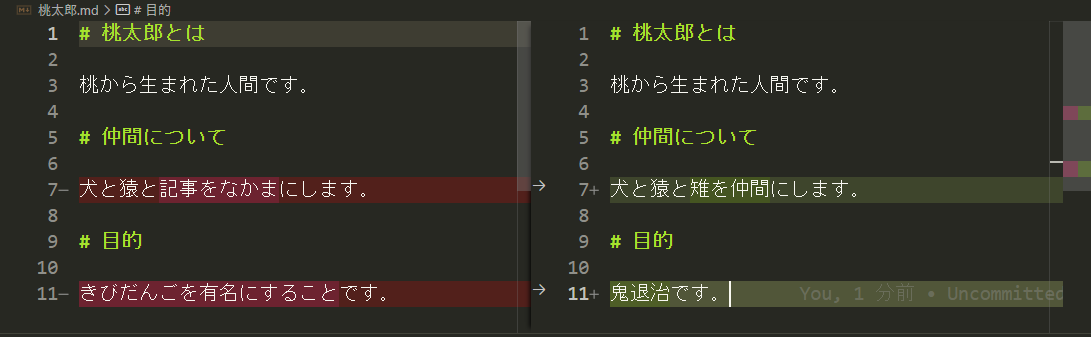 桃太郎.md > # 目的
1 # 桃太郎とは
2
3 桃から生まれた人間です。
4
5 # 仲間について
6
7− 犬と猿と記事をなかまにします。
8
9 # 目的
10
11− きびだんごを有名にすることです。
1 # 桃太郎とは
2
3 桃から生まれた人間です。
4
5 # 仲間について
6
7+ 犬と猿と雉を仲間にします。
8
9 # 目的
10
11+ 鬼退治です。 You, 1 分前 • Uncommitted